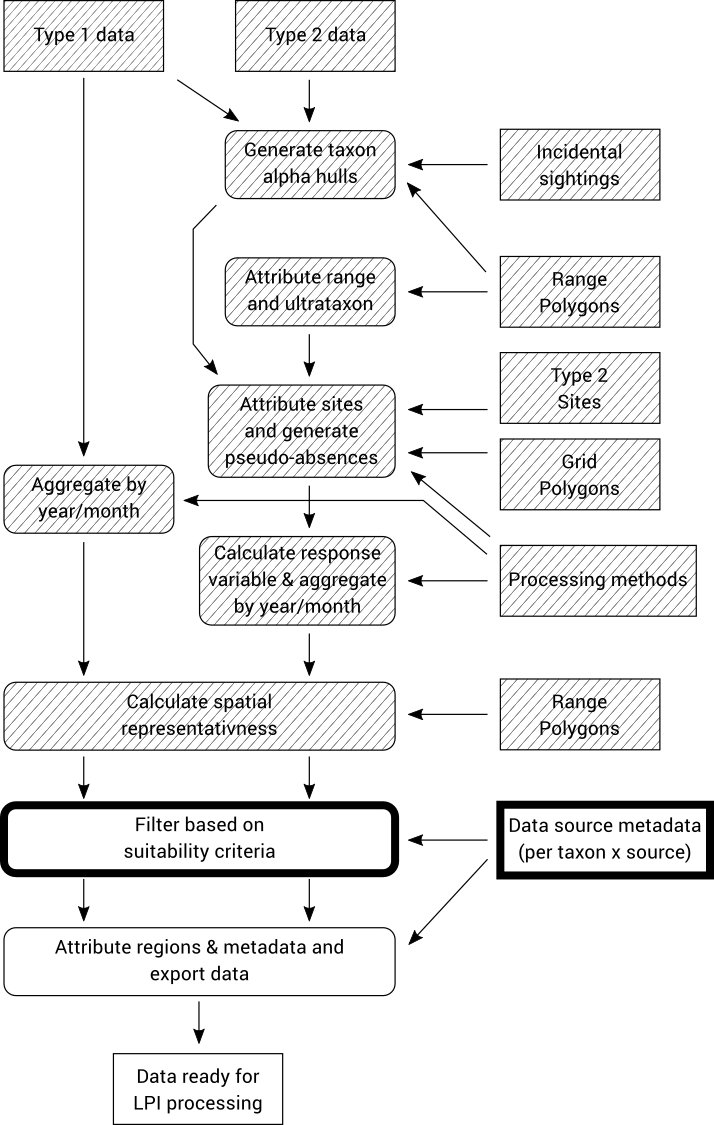 Type 1 data
Type 2 data
Generate taxon
alpha hulls
Incidental
sightings
Attribute range
and ultrataxon
Range
Polygons
Attribute sites
and generate
pseudo-absences
Type 2
Sites
Grid
Polygons
Aggregate by
year/month
Calculate response
variable & aggregate
by year/month
Processing methods
Calculate spatial
representativness
Range
Polygons
Filter based on
suitability criteria
Data source metadata
(per taxon x source)
Attribute regions & metadata and
export data
Data ready for
LPI processing